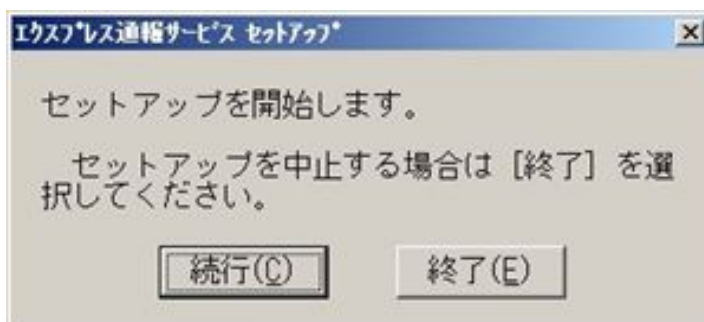 エクスプレス通報サービス セットアップ
セットアップを開始します。
セットアップを中止する場合は［終了］を選
択してください。
続行(C)
終了(E)